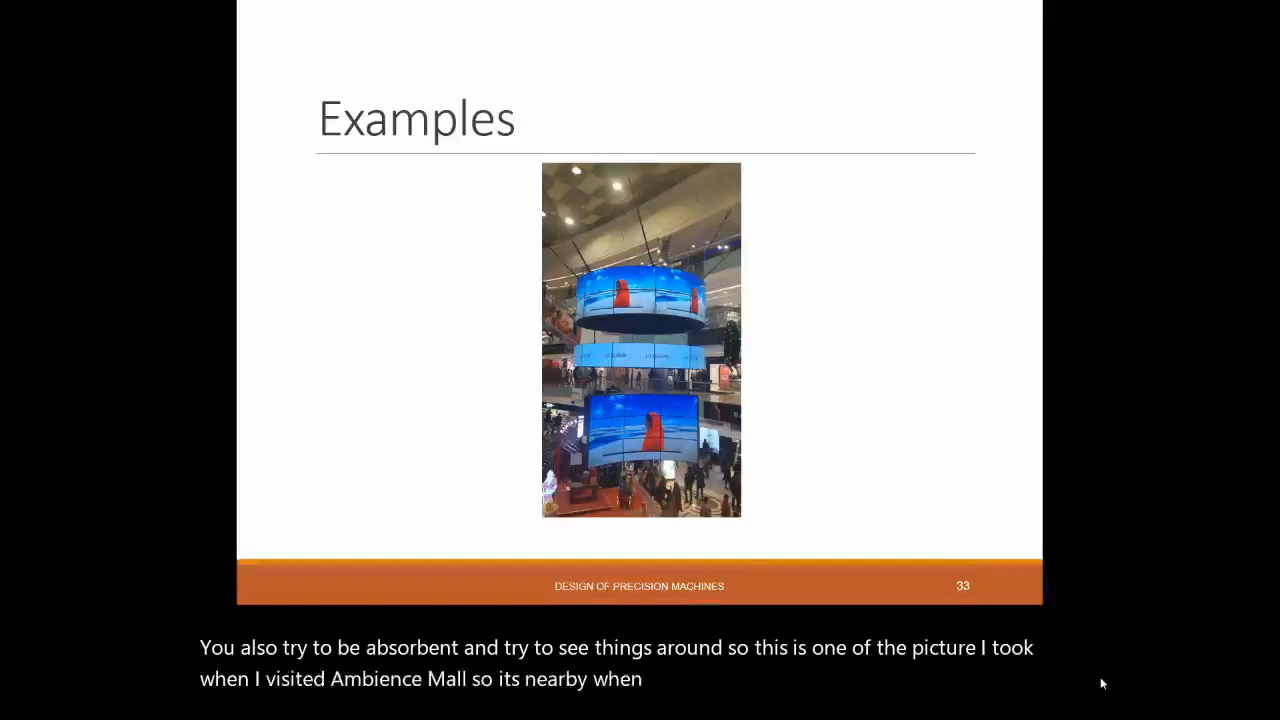 Examples
DESIGN OF PRECISION MACHINES
33
You also try to be absorbent and try to see things around so this is one of the picture I took
when I visited Ambience Mall so its nearby when